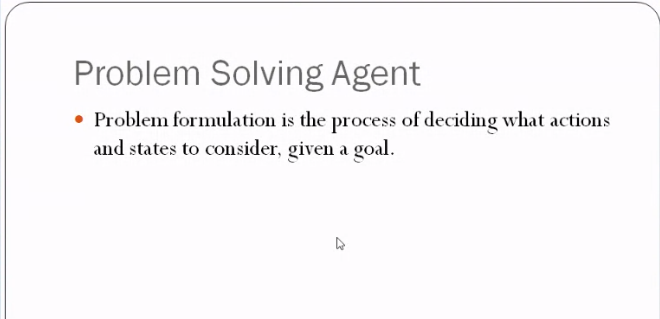 Problem Solving Agent
• Problem formulation is the process of deciding what actions
and states to consider, given a goal.